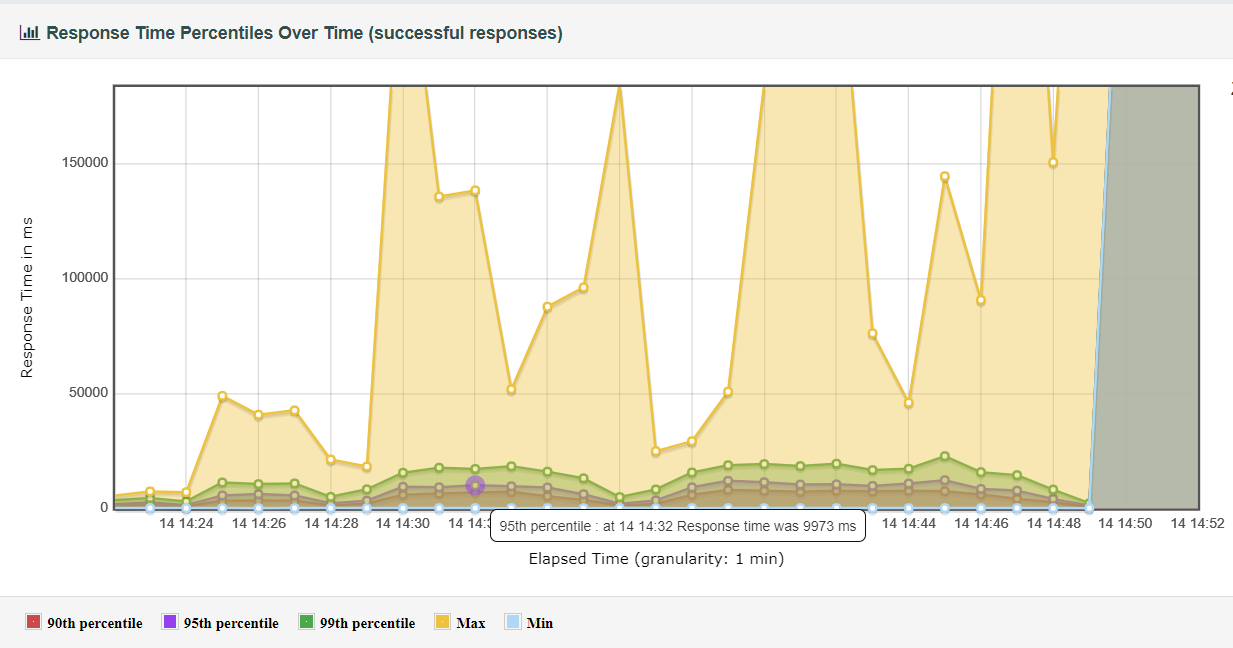 Response Time Percentiles Over Time (successful responses)
150000
100000
50000
0
Response Time in ms
14 14:24 14 14:26 14 14:28 14 14:30 14 14:44 14 14:46 14 14:48 14 14:50 14 14:52
95th percentile : at 14 14:32 Response time was 9973 ms
Elapsed Time (granularity: 1 min)
90th percentile 95th percentile 99th percentile Max Min